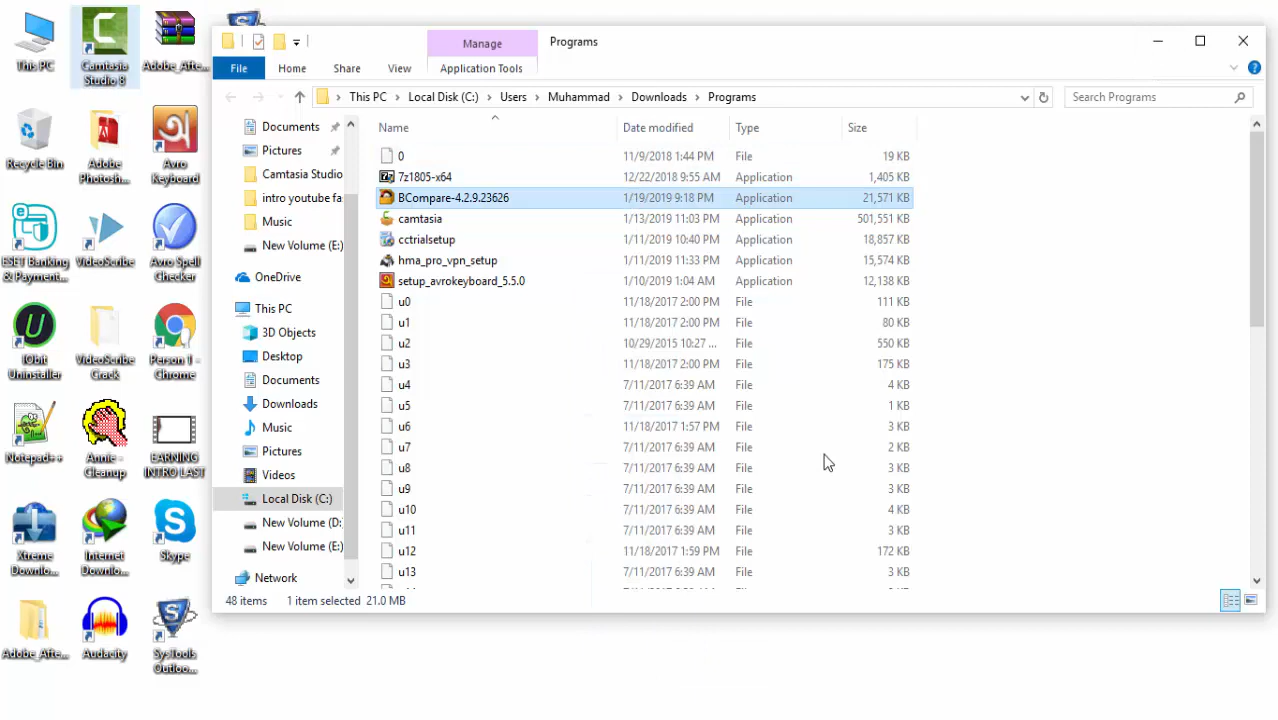 This PC
Camtasia Studio 8
Adobe_Afte...
Recycle Bin
Adobe Photosh...
Avro Keyboard
ESET Banking & Payment...
VideoScribe
Avro Spell Checker
IObit Uninstaller
VideoScribe Crack
Person 1 - Chrome
Notepad++
Annie - Cleanup
EARNING INTRO LAST
Xtreme Downlo...
Internet Downlo...
Skype
Adobe_Afte...
Audacity
SysTools Outloo...
Manage
Programs
File
Home
Share
View
Application Tools
This PC > Local Disk (C:) > Users > Muhammad > Downloads > Programs
Search Programs
Documents
Pictures
Camtasia Studio
intro youtube fa
Music
New Volume (E:)
OneDrive
This PC
3D Objects
Desktop
Documents
Downloads
Music
Pictures
Videos
Local Disk (C:)
New Volume (D:
New Volume (E:)
Network
Name Date modified Type Size
0 11/9/2018 1:44 PM File 19 KB
7z1805-x64 12/22/2018 9:55 AM Application 1,405 KB
BCompare-4.2.9.23626 1/19/2019 9:18 PM Application 21,571 KB
camtasia 1/13/2019 11:03 PM Application 501,551 KB
cctrialsetup 1/11/2019 10:40 PM Application 18,857 KB
hma_pro_vpn_setup 1/11/2019 11:33 PM Application 15,574 KB
setup_avrokeyboard_5.5.0 1/10/2019 1:04 AM Application 12,138 KB
u0 11/18/2017 2:00 PM File 111 KB
u1 11/18/2017 2:00 PM File 80 KB
u2 10/29/2015 10:27 ... File 550 KB
u3 11/18/2017 2:00 PM File 175 KB
u4 7/11/2017 6:39 AM File 4 KB
u5 7/11/2017 6:39 AM File 1 KB
u6 11/18/2017 1:57 PM File 3 KB
u7 7/11/2017 6:39 AM File 2 KB
u8 7/11/2017 6:39 AM File 3 KB
u9 7/11/2017 6:39 AM File 3 KB
u10 7/11/2017 6:39 AM File 4 KB
u11 7/11/2017 6:39 AM File 3 KB
u12 11/18/2017 1:59 PM File 172 KB
u13 7/11/2017 6:39 AM File 3 KB
48 items 1 item selected 21.0 MB